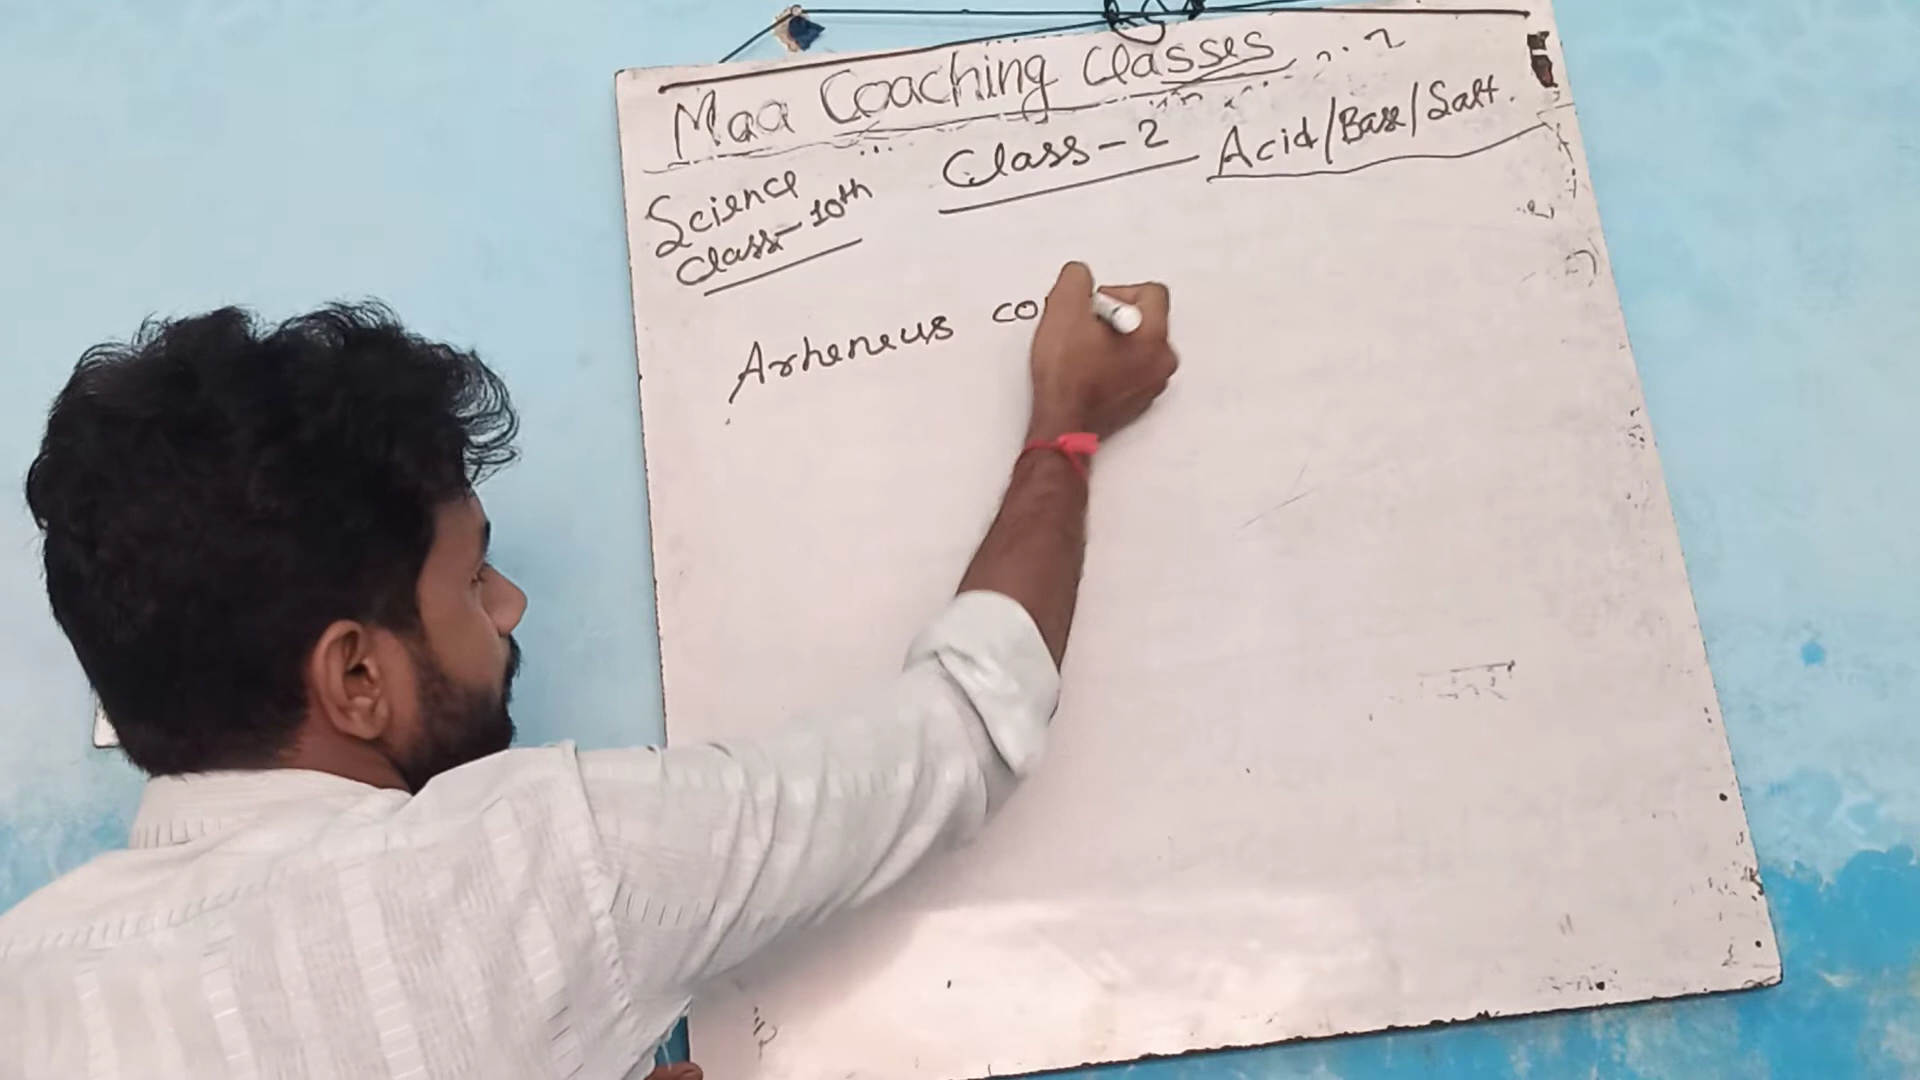 Maa Coaching Classes
Science
Class-10th
Class-2
Acid/Base/Salt.
Arheneus co